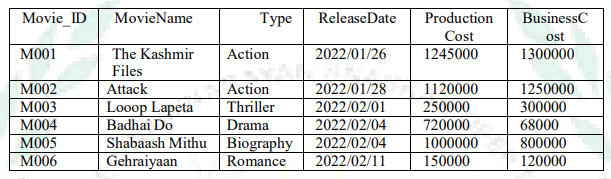 Movie_ID MovieName Type ReleaseDate Production Cost BusinessC ost
M001 The Kashmir Files Action 2022/01/26 1245000 1300000
M002 Attack Action 2022/01/28 1120000 1250000
M003 Looop Lapeta Thriller 2022/02/01 250000 300000
M004 Badhai Do Drama 2022/02/04 720000 68000
M005 Shabaash Mithu Biography 2022/02/04 1000000 800000
M006 Gehraiyaan Romance 2022/02/11 150000 120000